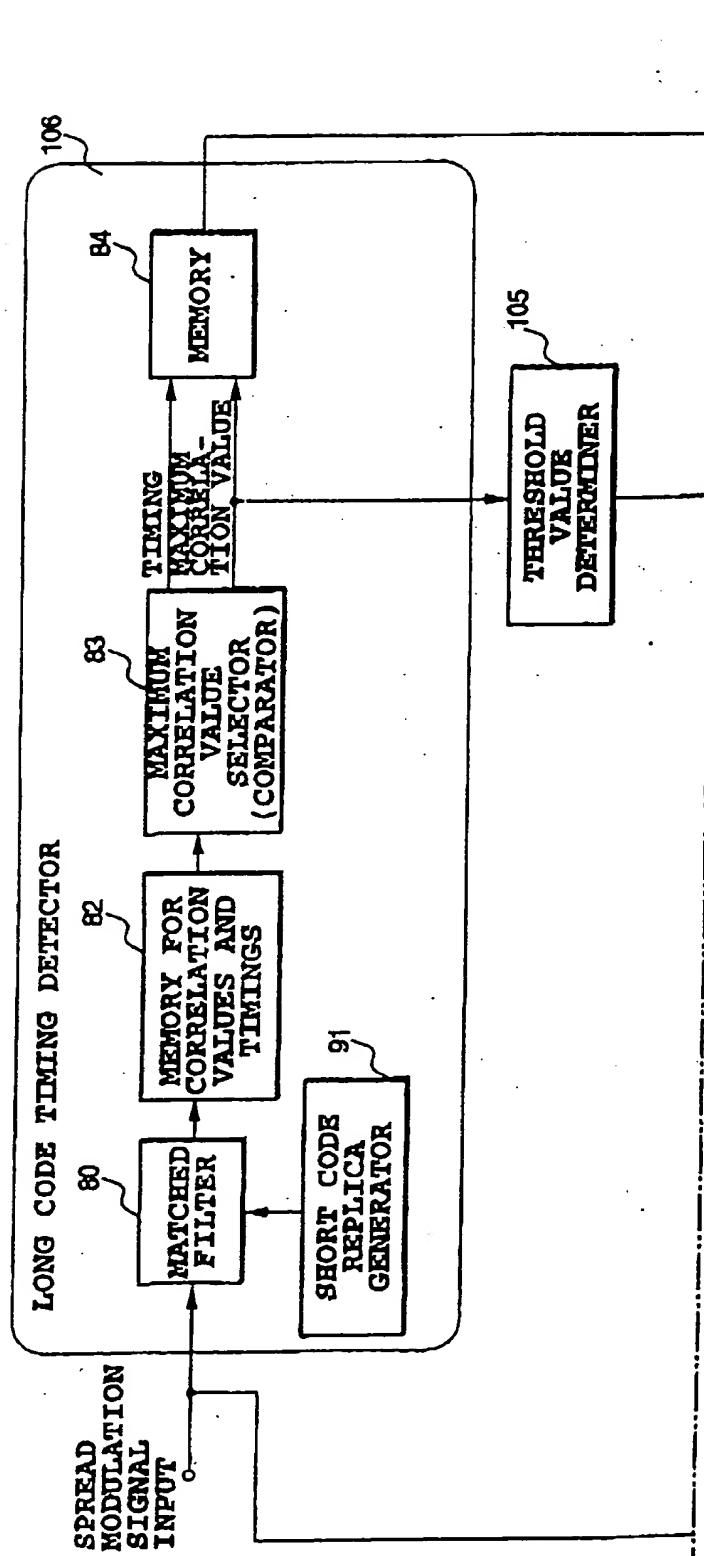 106
LONG CODE TIMING DETECTOR
SPREAD
MODULATION
SIGNAL
INPUT
80
MATCHED
FILTER
82
MEMORY FOR
CORRELATION
VALUES AND
TIMINGS
83
MAXIMUM
CORRELATION
VALUE
SELECTOR
(COMPARATOR)
TIMING
MAXIMUM
CORRELA-
TION VALUE
84
MEMORY
91
SHORT CODE
REPLICA
GENERATOR
105
THRESHOLD
VALUE
DETERMINER